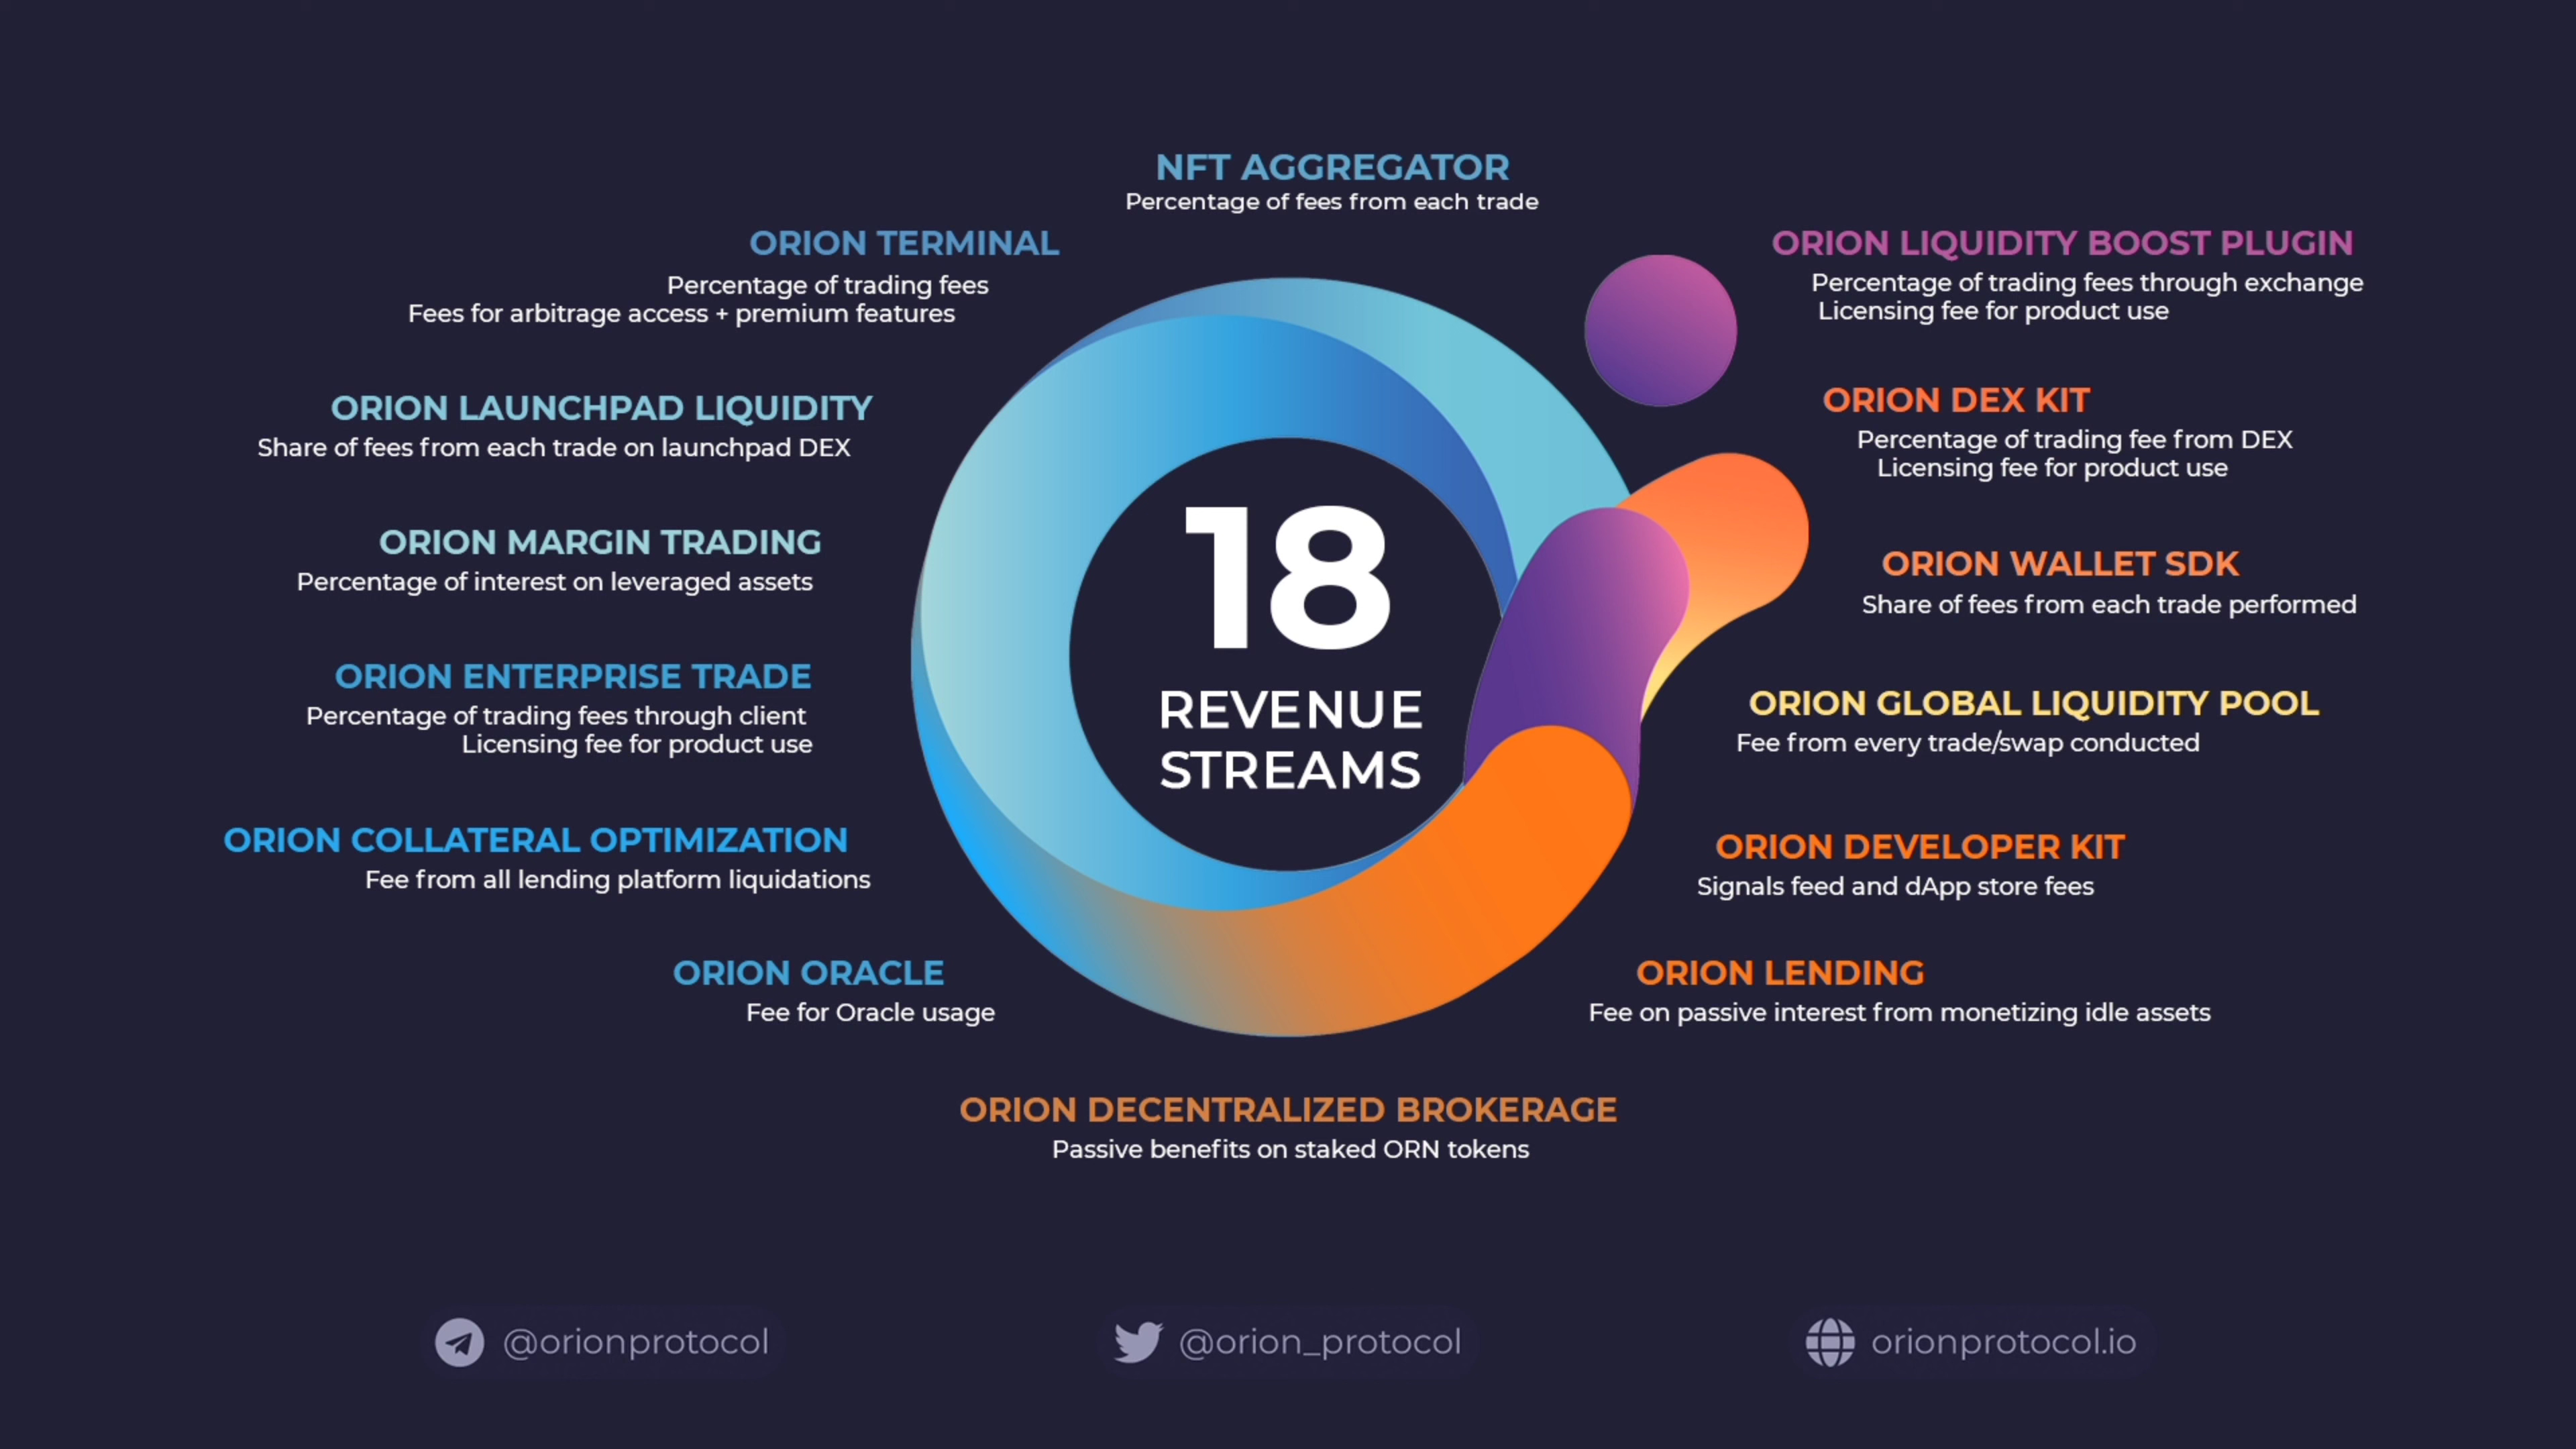 NFT AGGREGATOR
Percentage of fees from each trade
ORION TERMINAL
Percentage of trading fees
Fees for arbitrage access + premium features
ORION LAUNCHPAD LIQUIDITY
Share of fees from each trade on launchpad DEX
ORION MARGIN TRADING
Percentage of interest on leveraged assets
ORION ENTERPRISE TRADE
Percentage of trading fees through client
Licensing fee for product use
ORION COLLATERAL OPTIMIZATION
Fee from all lending platform liquidations
ORION ORACLE
Fee for Oracle usage
18
REVENUE
STREAMS
ORION LIQUIDITY BOOST PLUGIN
Percentage of trading fees through exchange
Licensing fee for product use
ORION DEX KIT
Percentage of trading fee from DEX
Licensing fee for product use
ORION WALLET SDK
Share of fees from each trade performed
ORION GLOBAL LIQUIDITY POOL
Fee from every trade/swap conducted
ORION DEVELOPER KIT
Signals feed and dApp store fees
ORION LENDING
Fee on passive interest from monetizing idle assets
ORION DECENTRALIZED BROKERAGE
Passive benefits on staked ORN tokens
@orionprotocol
@orion_protocol
orionprotocol.io